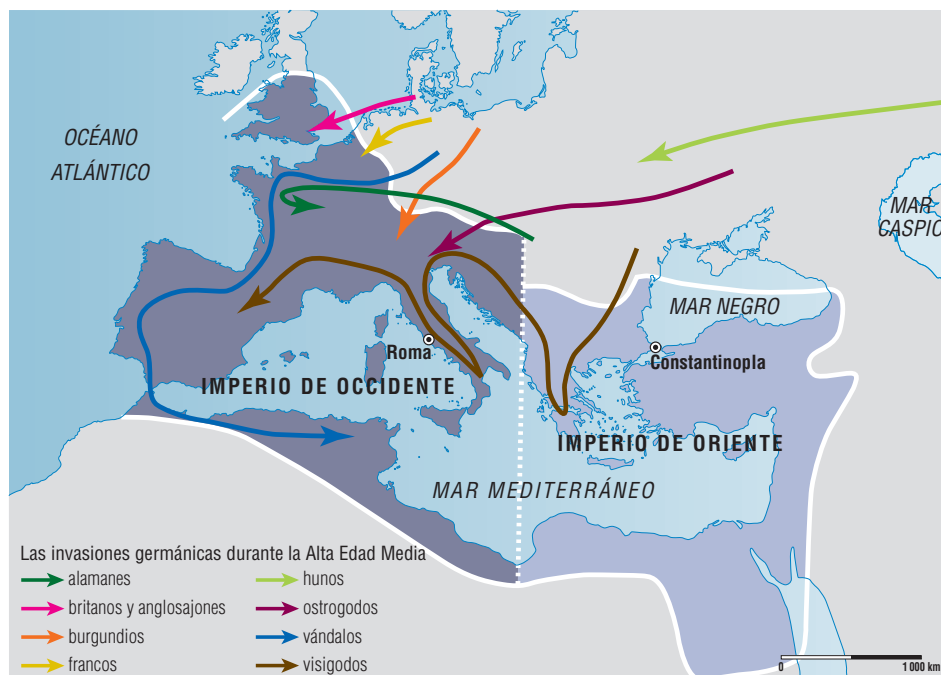 OCÉANO
ATLÁNTICO
MAR
CASPIO
MAR NEGRO
Roma
Constantinopla
IMPERIO DE OCCIDENTE
IMPERIO DE ORIENTE
MAR MEDITERRÁNEO
Las invasiones germánicas durante la Alta Edad Media
alamanes
britanos y anglosajones
burgundios
francos
hunos
ostrogodos
vándalos
visigodos
0 1 000 km